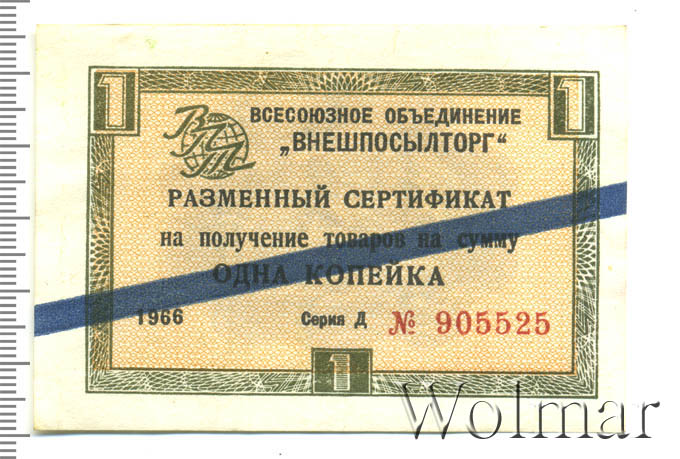 1 1
ВПТ
ВСЕСОЮЗНОЕ ОБЪЕДИНЕНИЕ
„ВНЕШПОСЫЛТОРГ“
РАЗМЕННЫЙ СЕРТИФИКАТ
на получение товаров на сумму
ОДНА КОПЕЙКА
1966 Серия Д № 905525
1
Wolmar